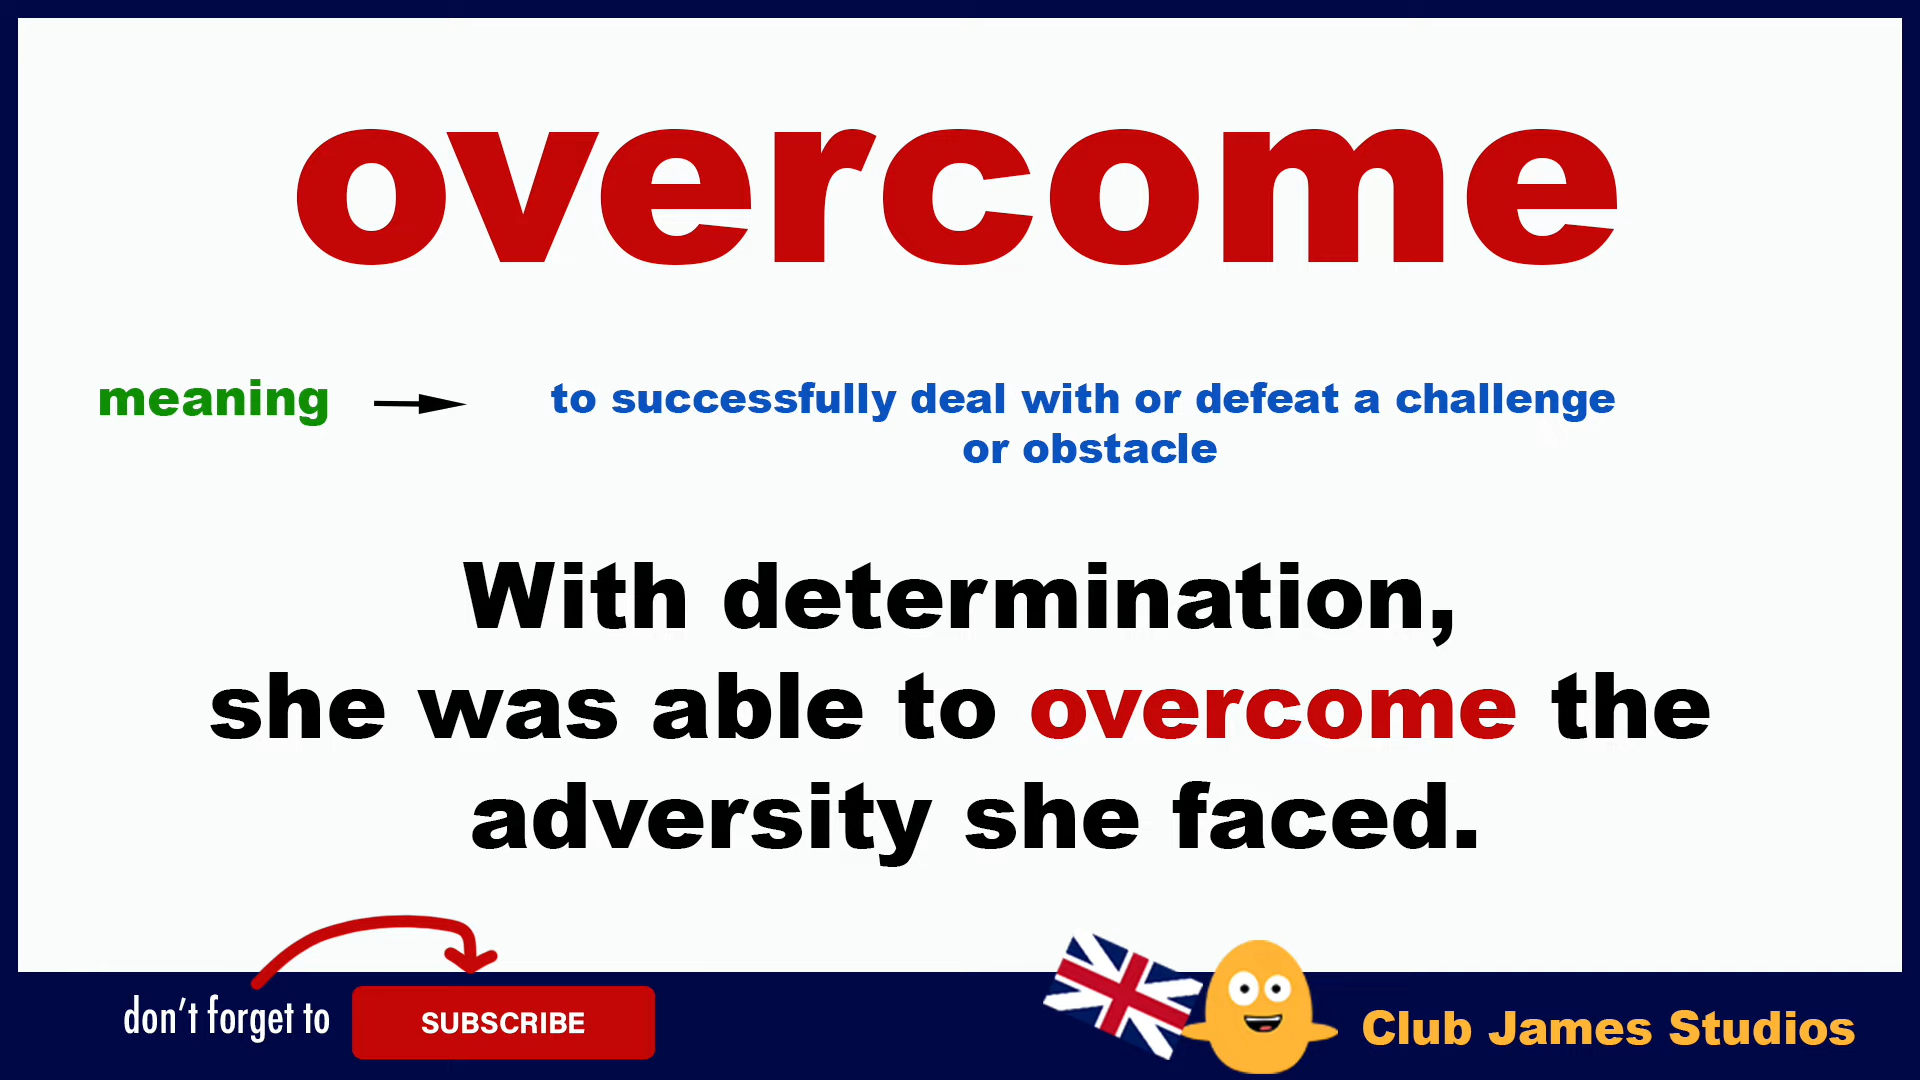 overcome
meaning
to successfully deal with or defeat a challenge
or obstacle
With determination,
she was able to overcome the
adversity she faced.
don't forget to
SUBSCRIBE
Club James Studios